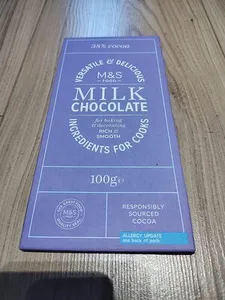 38% cocoa
VERSATILE & DELICIOUS
M&S
FOOD
MILK
CHOCOLATE
for baking
& decorating
RICH &
SMOOTH
INGREDIENTS FOR COOKS
100g℮
M&S
RESPONSIBLY
SOURCED
COCOA
ALLERGY UPDATE
see back of pack